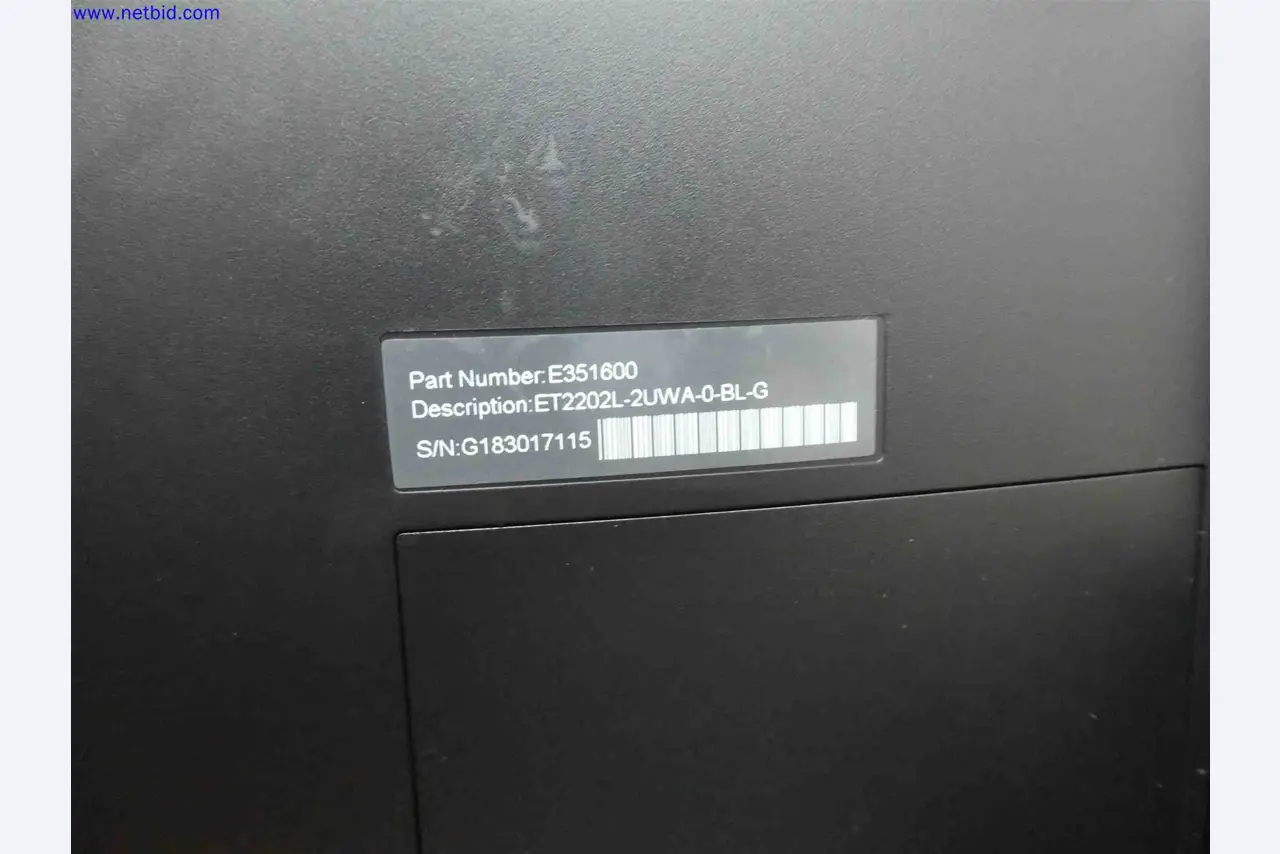 www.netbid.com
Part Number:E351600
Description:ET2202L-2UWA-0-BL-G
S/N:G183017115